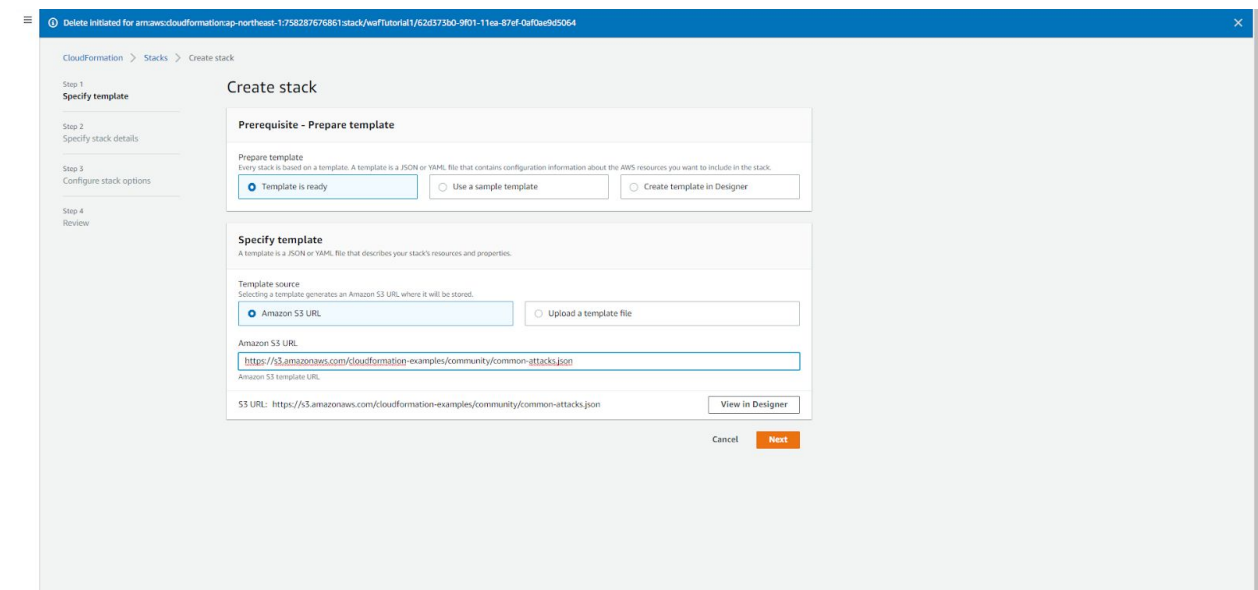 Delete initiated for arn:aws:cloudformation:ap-northeast-1:758287676861:stack/wafTutorial1/62d373b0-9f01-11ea-87ef-0af0ae9d5064
CloudFormation > Stacks > Create stack
Step 1
Specify template
Step 2
Specify stack details
Step 3
Configure stack options
Step 4
Review
Create stack
Prerequisite - Prepare template
Prepare template
Every stack is based on a template. A template is a JSON or YAML file that contains configuration information about the AWS resources you want to include in the stack.
Template is ready
Use a sample template
Create template in Designer
Specify template
A template is a JSON or YAML file that describes your stack's resources and properties.
Template source
Selecting a template generates an Amazon S3 URL where it will be stored.
Amazon S3 URL
Upload a template file
Amazon S3 URL
https://s3.amazonaws.com/cloudformation-examples/community/common-attacks.json
Amazon S3 template URL
S3 URL: https://s3.amazonaws.com/cloudformation-examples/community/common-attacks.json
View in Designer
Cancel
Next